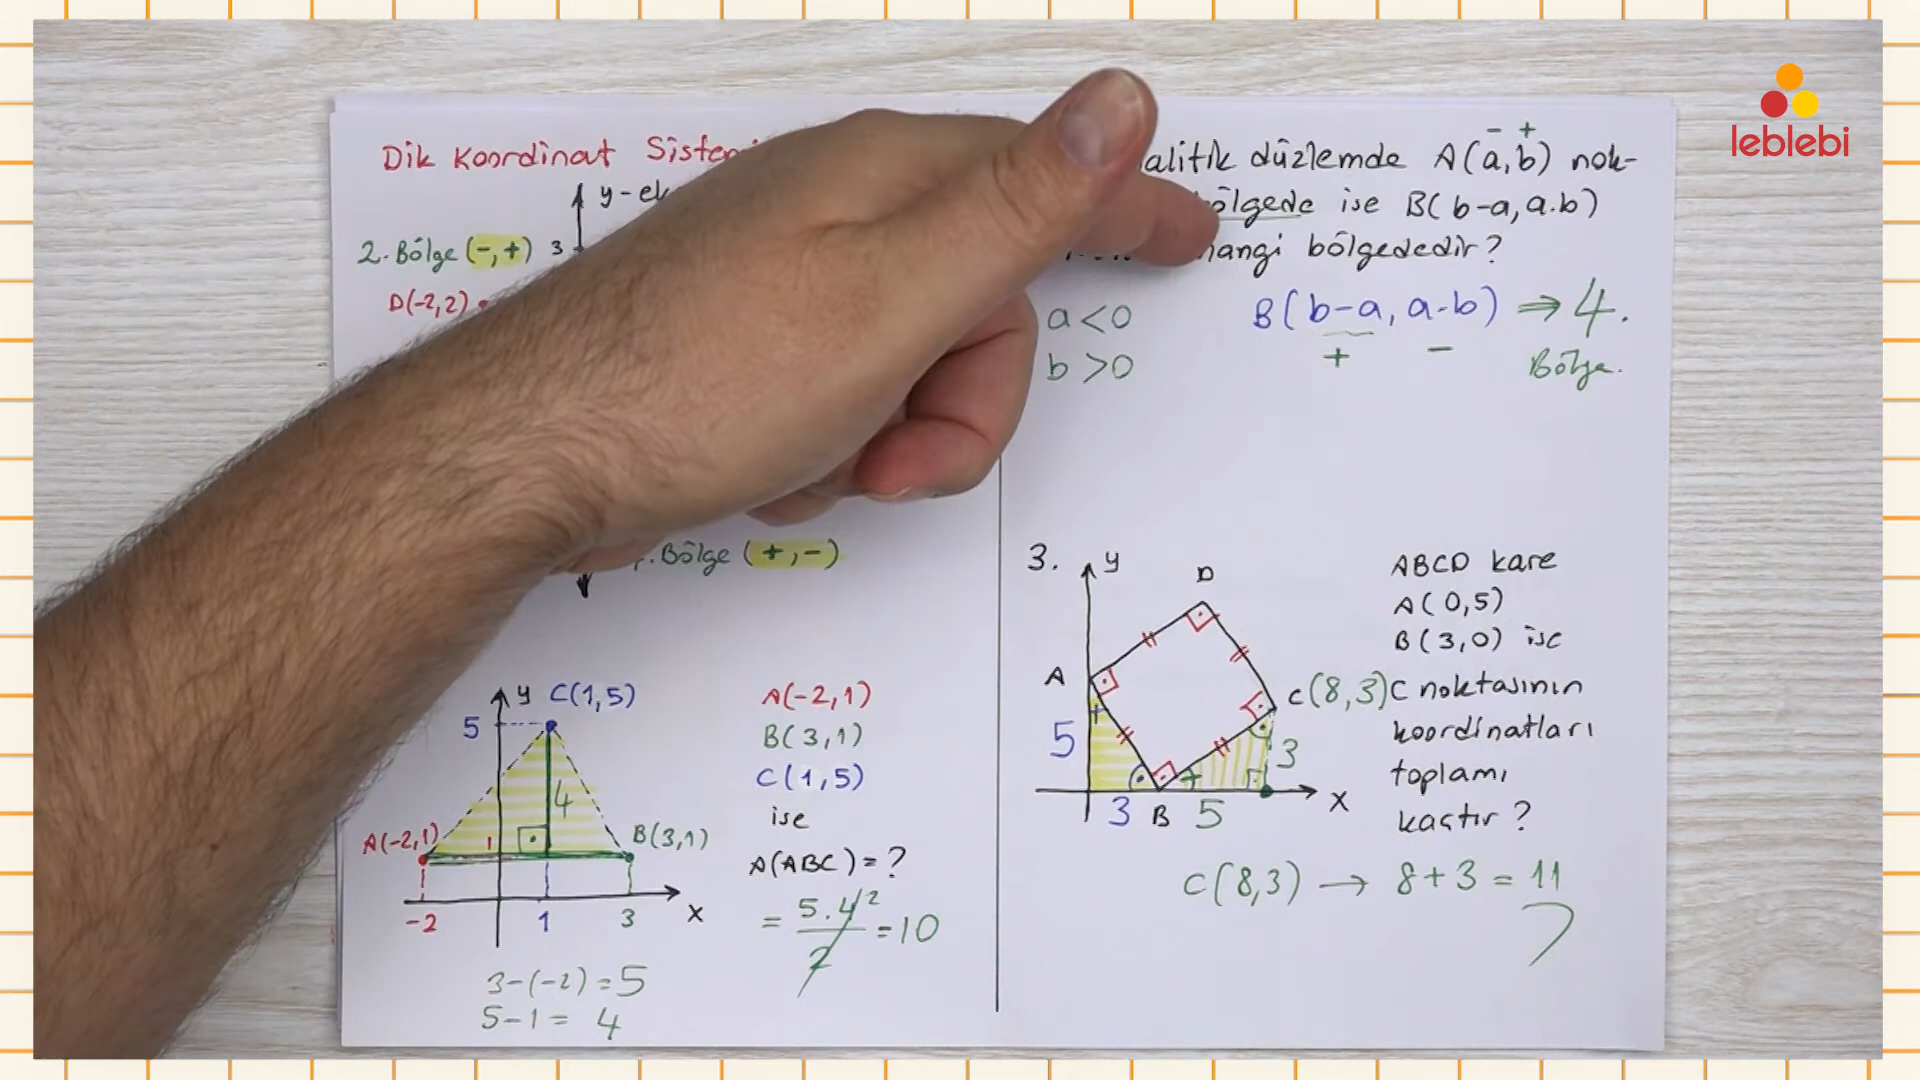 leblebi
Dik Koordinat
y-
2. Bölge (-, +) 3
D(-2,2)
Bölge (+, -)
y C(1,5)
5
4
A(-2,1) 1 B(3,1)
-2 1 3 x
3-(-2) = 5
5-1 = 4
A(-2,1)
B(3,1)
C(1,5)
ise
A(ABC) = ?
= 5.4 2 / 2 = 10
- +
düzlemde A(a,b) nok-
ise B(b-a, a.b)
hangi bölgededir?
a<0
b>0
B(b-a, a.b) ⇒ 4.
+ - Bölge.
3. y D
A
5
C(8,3)
3
3 B 5 x
ABCD kare
A(0,5)
B(3,0) ise
C noktasının
koordinatları
toplamı
kaçtır?
C(8,3) → 8+3 = 11